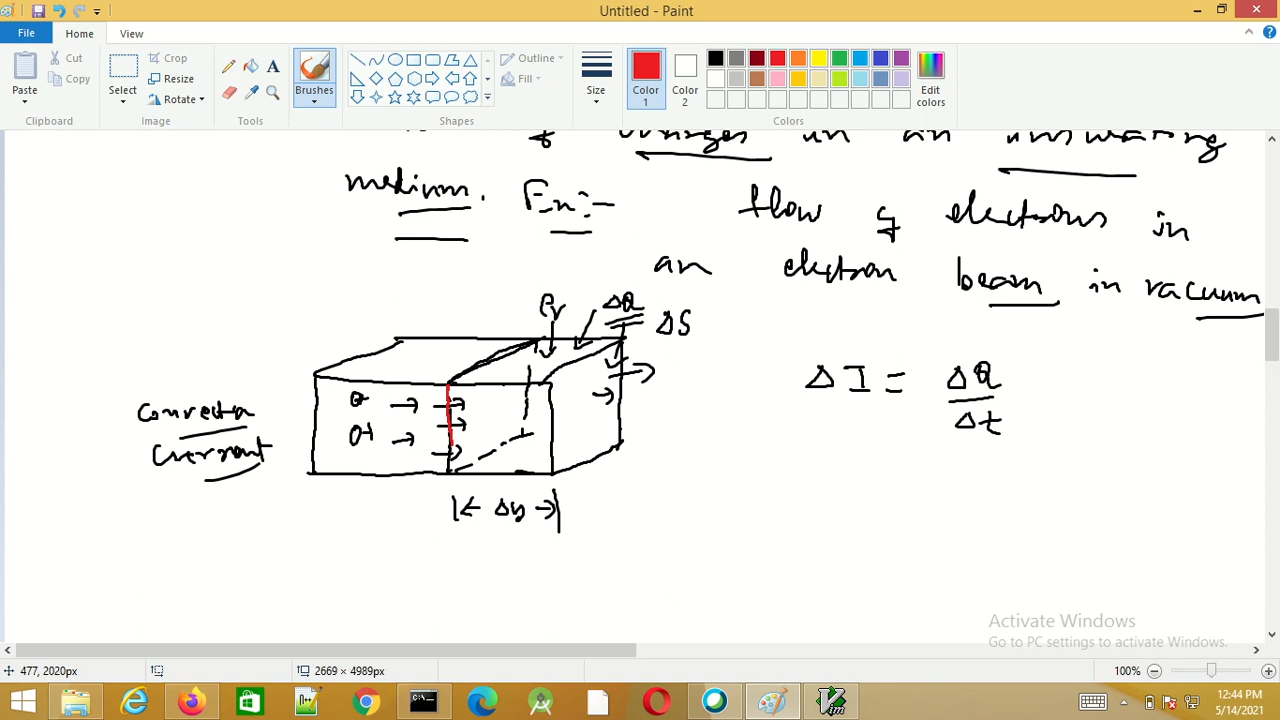 Untitled - Paint
File Home View
Paste
Cut
Copy
Clipboard
Select
Crop
Resize
Rotate
Image
A
Tools
Brushes
Outline
Fill
Shapes
Size
Color 1
Color 2
Edit colors
Colors
of charges in an insulating
medium. Ex:- flow of electrons in
an electron beam in vacuum
ρv ΔQ
ΔS
ΔI = ΔQ
Δt
Convection
Current
Δy
Activate Windows
Go to PC settings to activate Windows.
477, 2020px
2669 × 4989px
100%
12:44 PM
5/14/2021